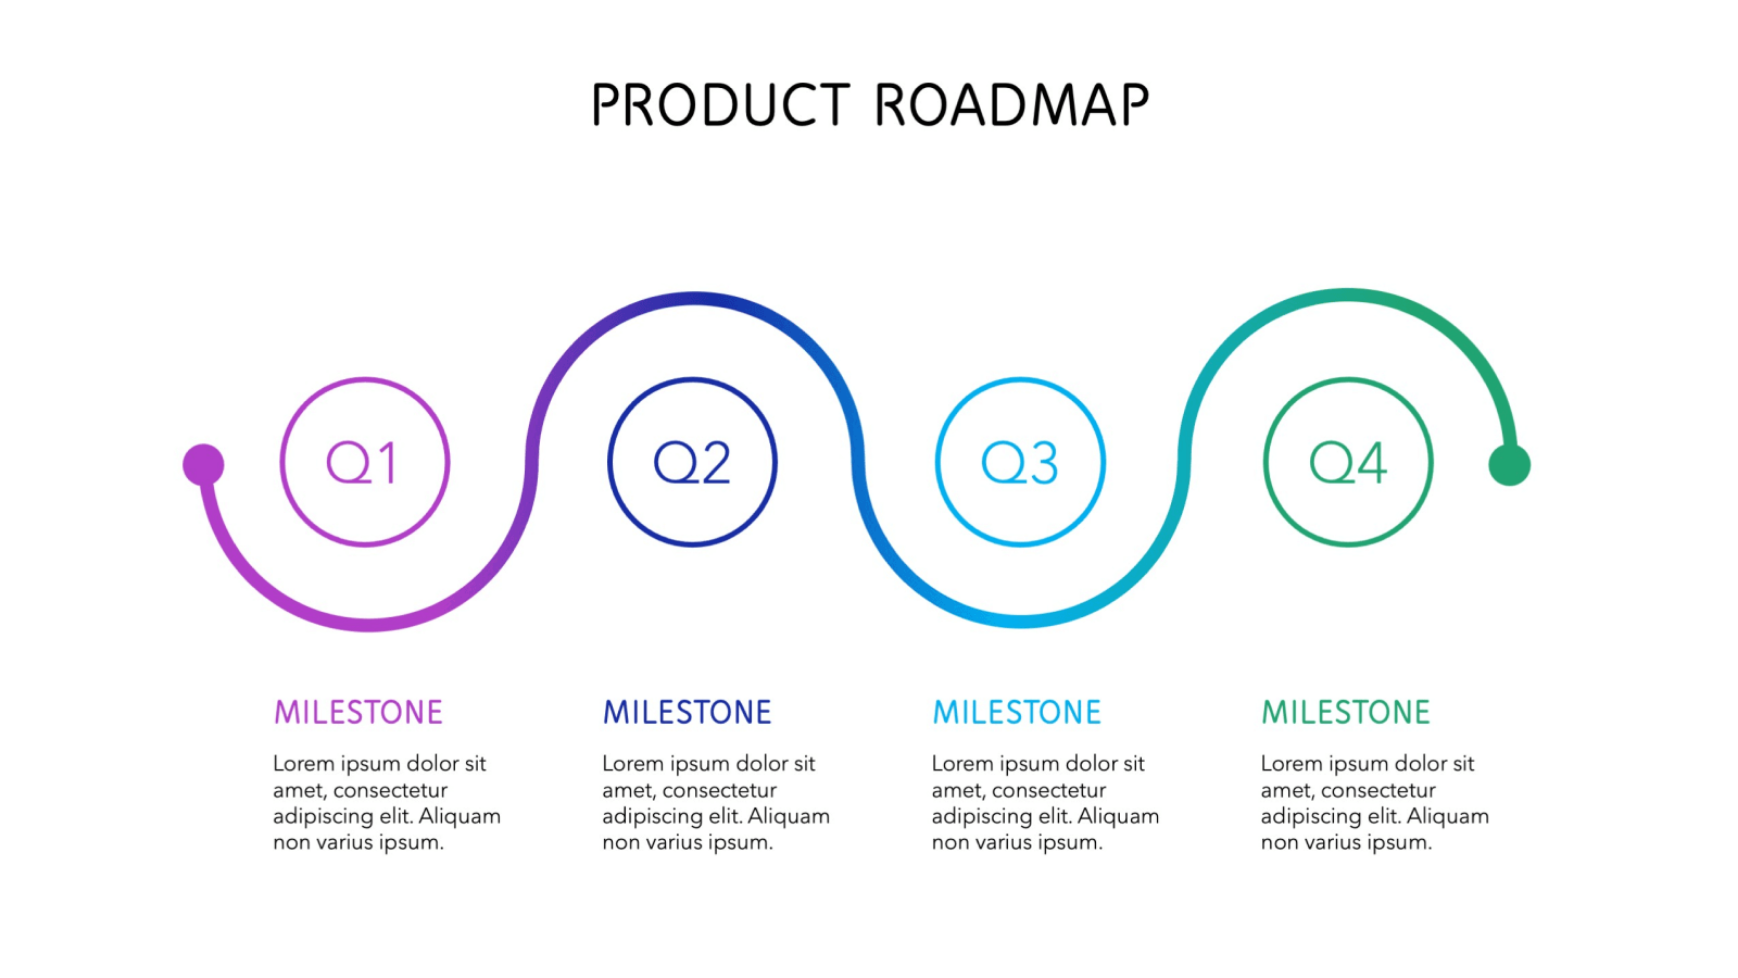 PRODUCT ROADMAP
Q1
Q2
Q3
Q4
MILESTONE
Lorem ipsum dolor sit
amet, consectetur
adipiscing elit. Aliquam
non varius ipsum.
MILESTONE
Lorem ipsum dolor sit
amet, consectetur
adipiscing elit. Aliquam
non varius ipsum.
MILESTONE
Lorem ipsum dolor sit
amet, consectetur
adipiscing elit. Aliquam
non varius ipsum.
MILESTONE
Lorem ipsum dolor sit
amet, consectetur
adipiscing elit. Aliquam
non varius ipsum.